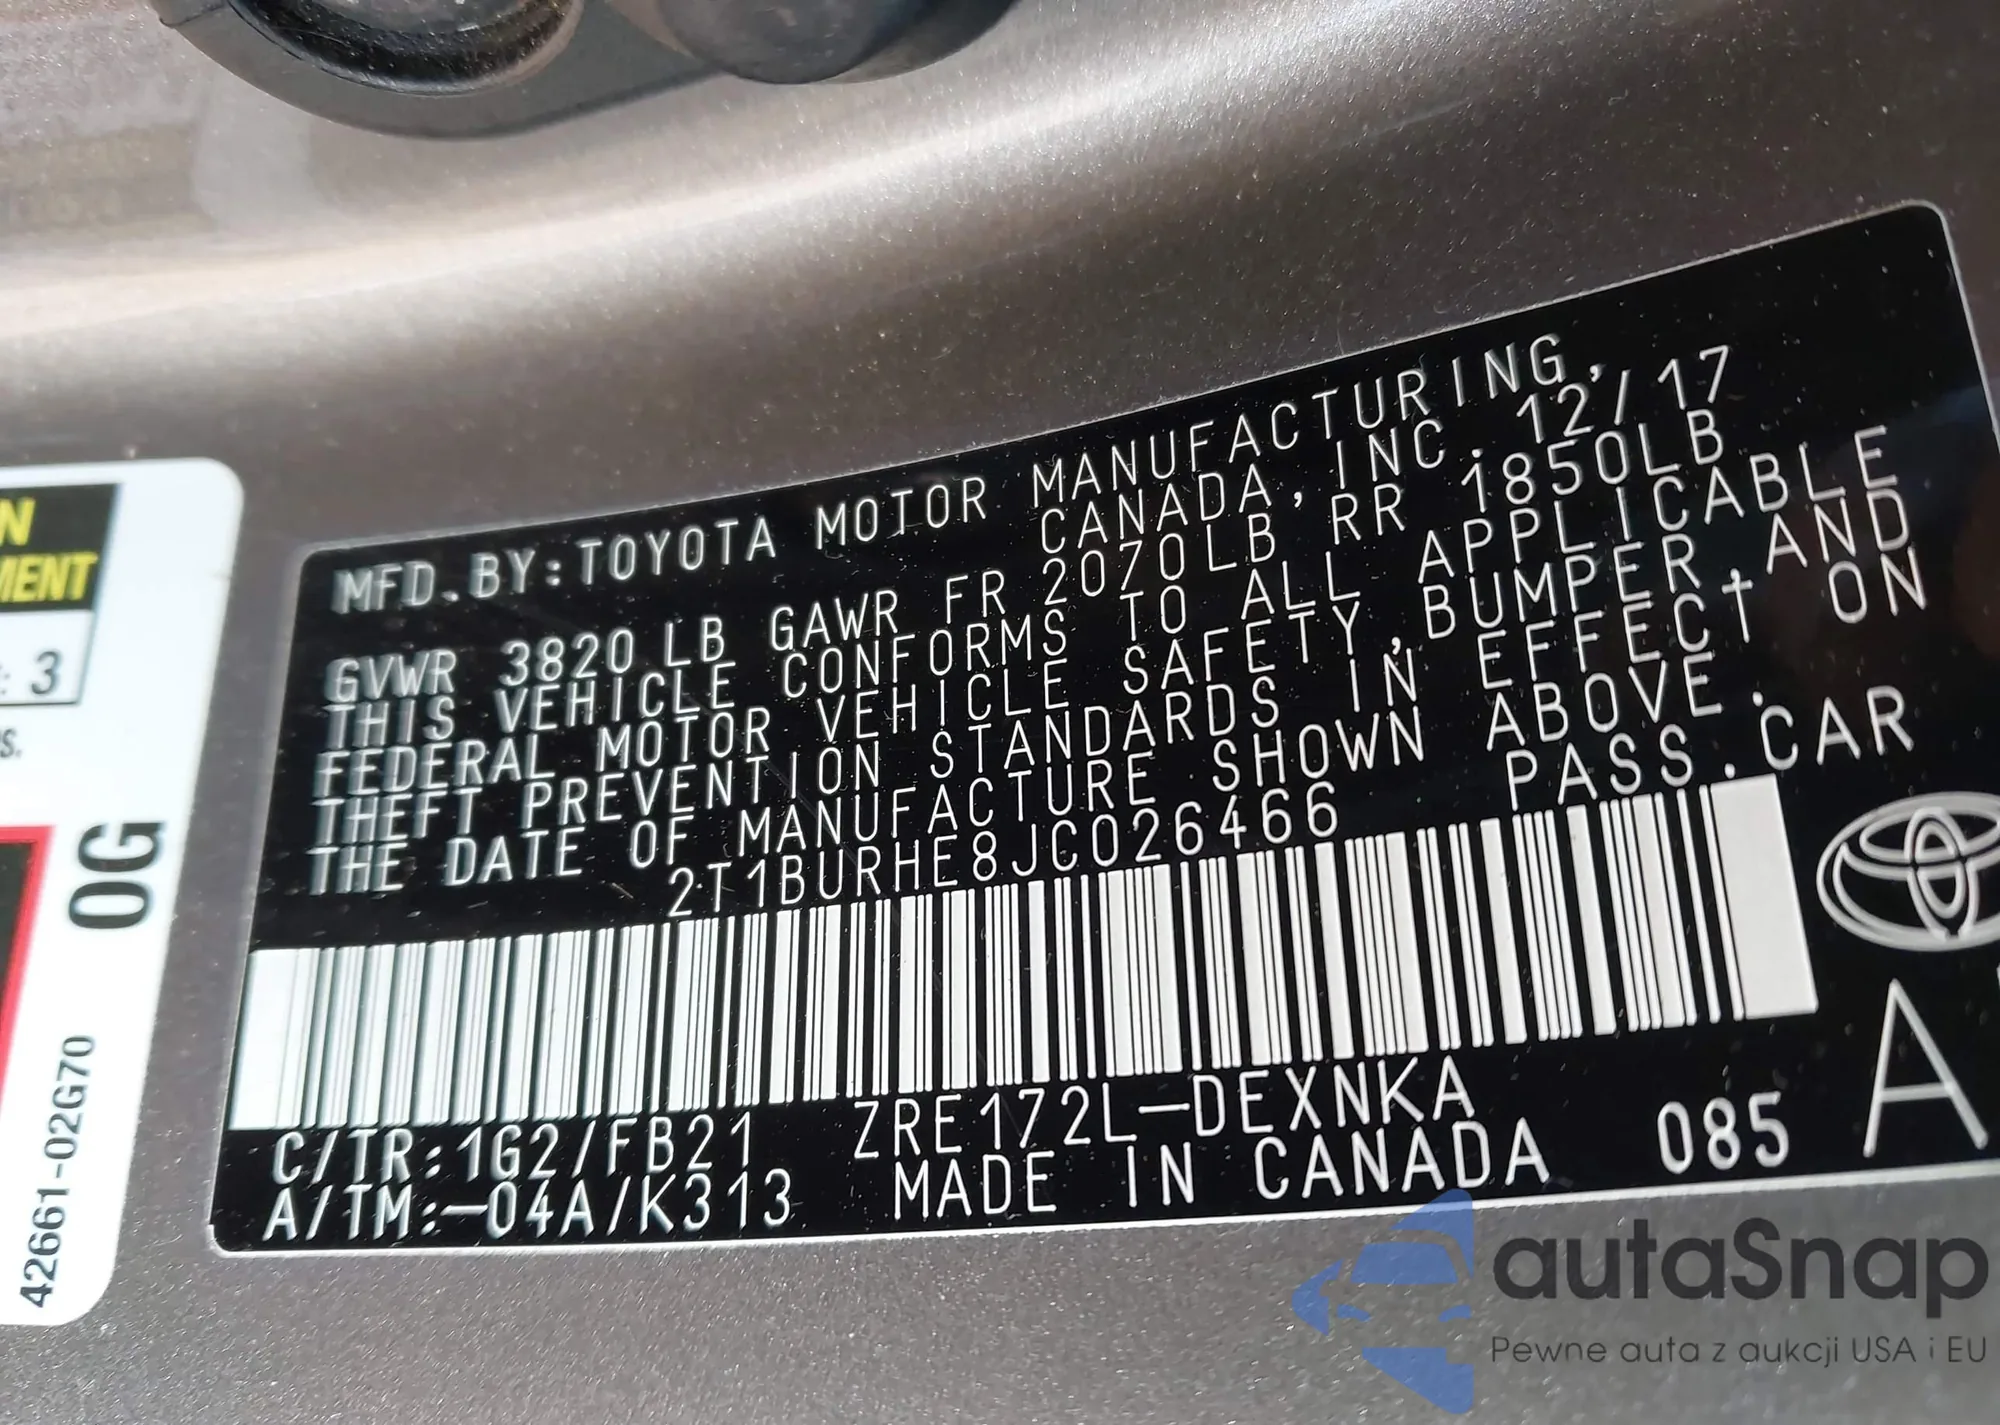 MFD.BY:TOYOTA MOTOR MANUFACTURING,
CANADA, INC. 12/17
GVWR 3820 LB GAWR FR 2070LB RR 1850LB
THIS VEHICLE CONFORMS TO ALL APPLICABLE
FEDERAL MOTOR VEHICLE SAFETY, BUMPER, AND
THEFT PREVENTION STANDARDS IN EFFECT ON
THE DATE OF MANUFACTURE SHOWN ABOVE.
2T1BURHE8JC026466 PASS.CAR
C/TR:1G2/FB21 ZRE172L-DEXNKA
A/TM:-04A/K313 MADE IN CANADA 085
A
N
MENT
: 3
s.
0G
42661-02G70
autaSnap
Pewne auta z aukcji USA i EU